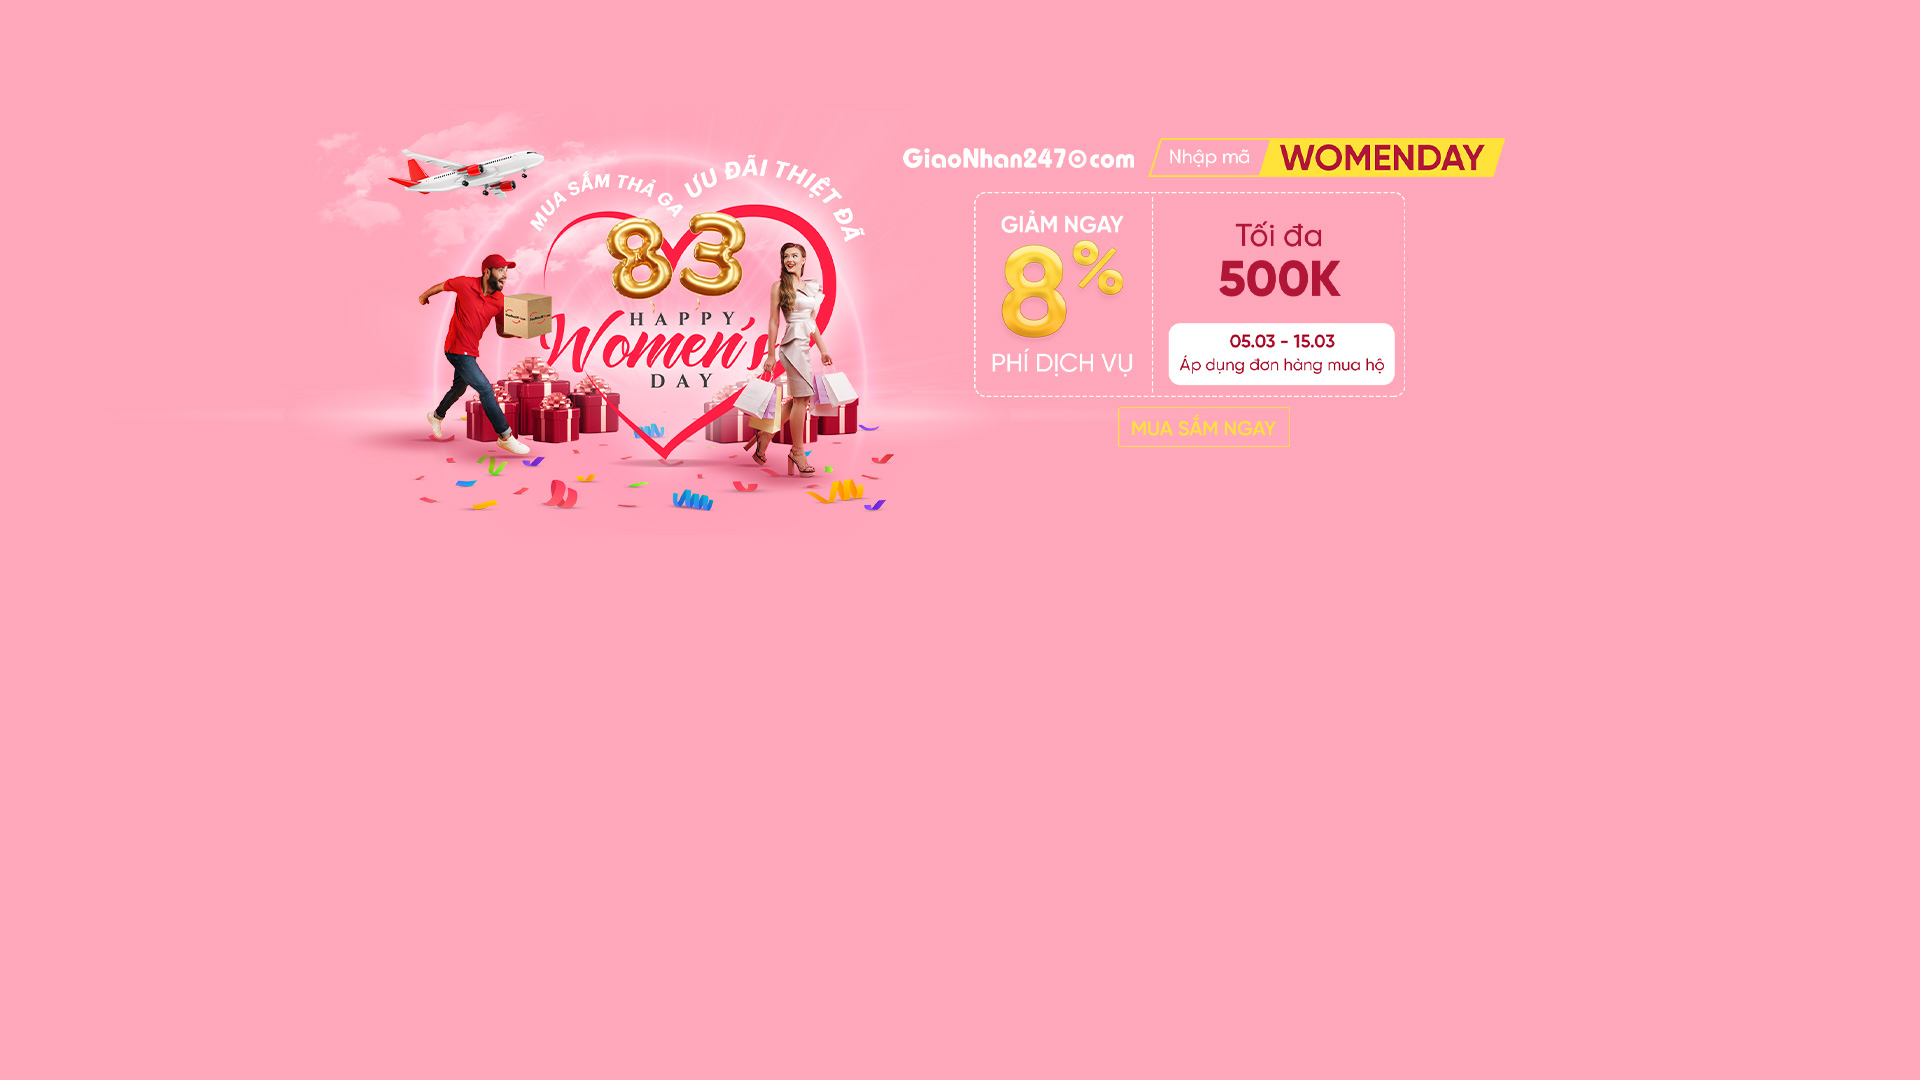 MUA SẮM THẢ GA
ƯU ĐÃI THIỆT ĐÃ
83
HAPPY
Women's
DAY
GiaoNhan247.com
Nhập mã
WOMENDAY
GIẢM NGAY
8%
PHÍ DỊCH VỤ
Tối đa
500K
05.03 - 15.03
Áp dụng đơn hàng mua hộ
MUA SẮM NGAY